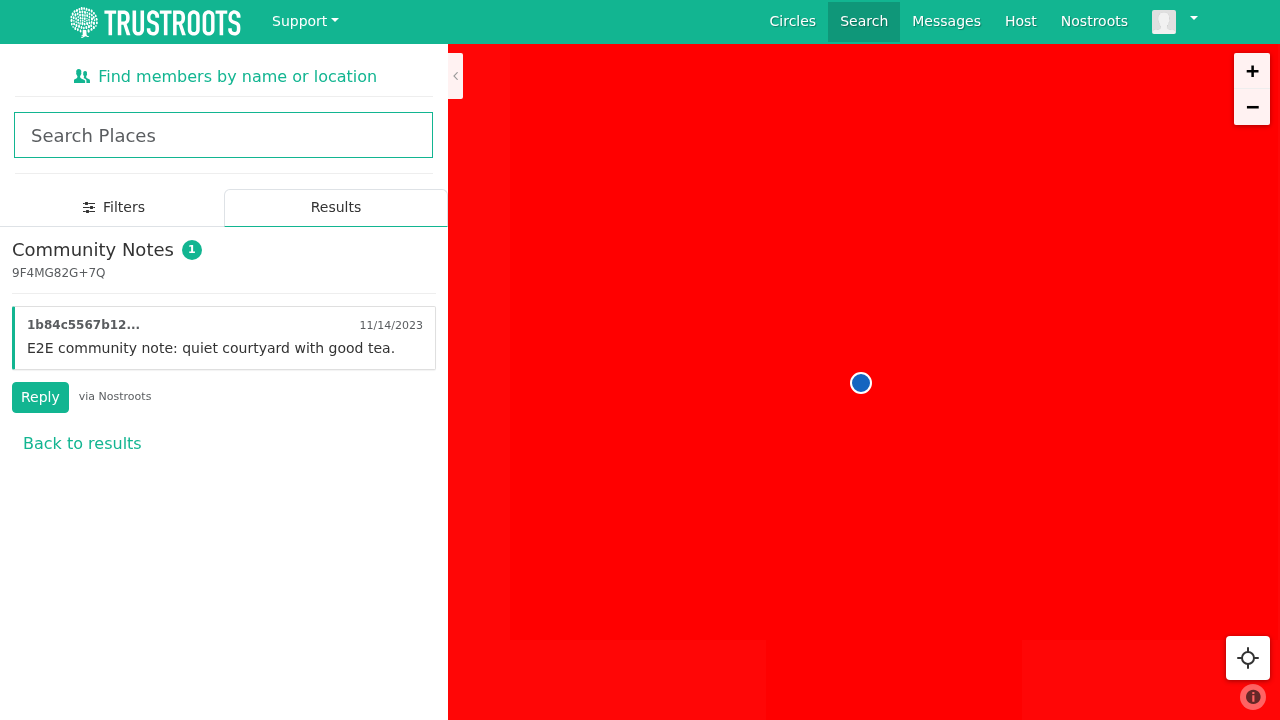 TRUSTROOTS
Support
Circles
Search
Messages
Host
Nostroots
Find members by name or location
Search Places
Filters
Results
Community Notes 1
9F4MG82G+7Q
1b84c5567b12... 11/14/2023
E2E community note: quiet courtyard with good tea.
Reply via Nostroots
Back to results
+
−